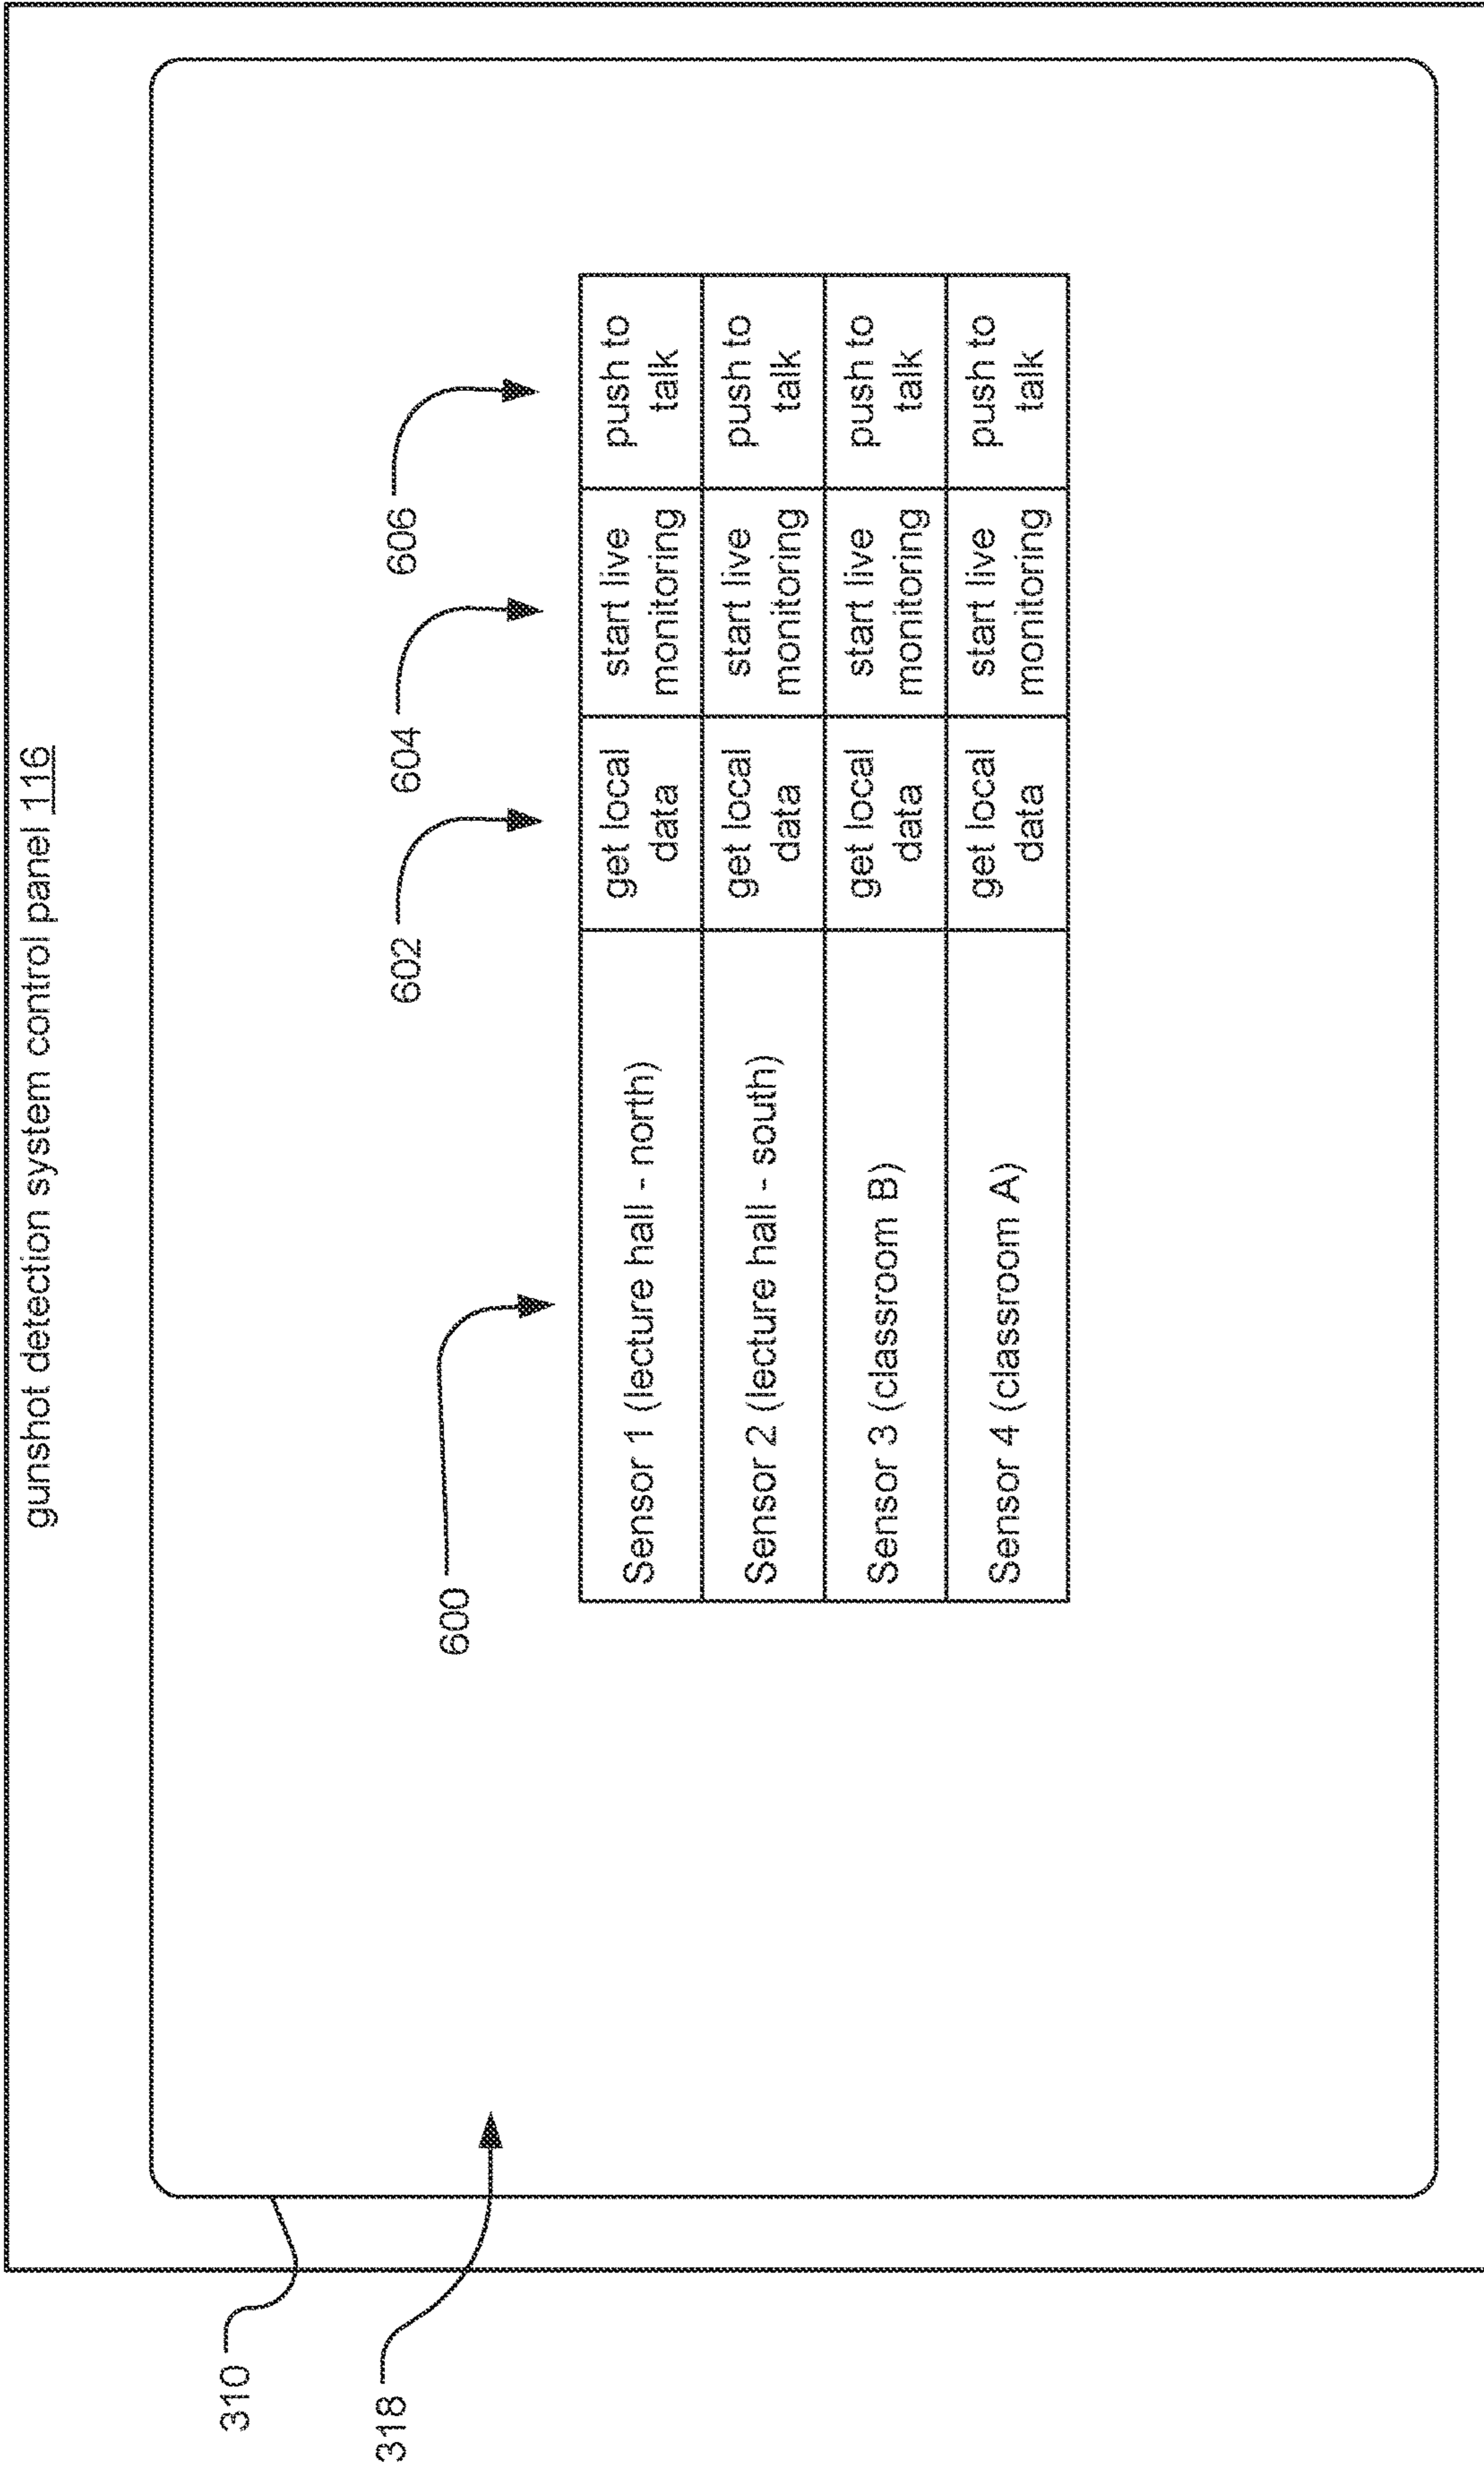 gunshot detection system control panel 116
310
318
600
602
604
606
Sensor 1 (lecture hall - north)
get local
data
start live
monitoring
push to
talk
Sensor 2 (lecture hall - south)
get local
data
start live
monitoring
push to
talk
Sensor 3 (classroom B)
get local
data
start live
monitoring
push to
talk
Sensor 4 (classroom A)
get local
data
start live
monitoring
push to
talk